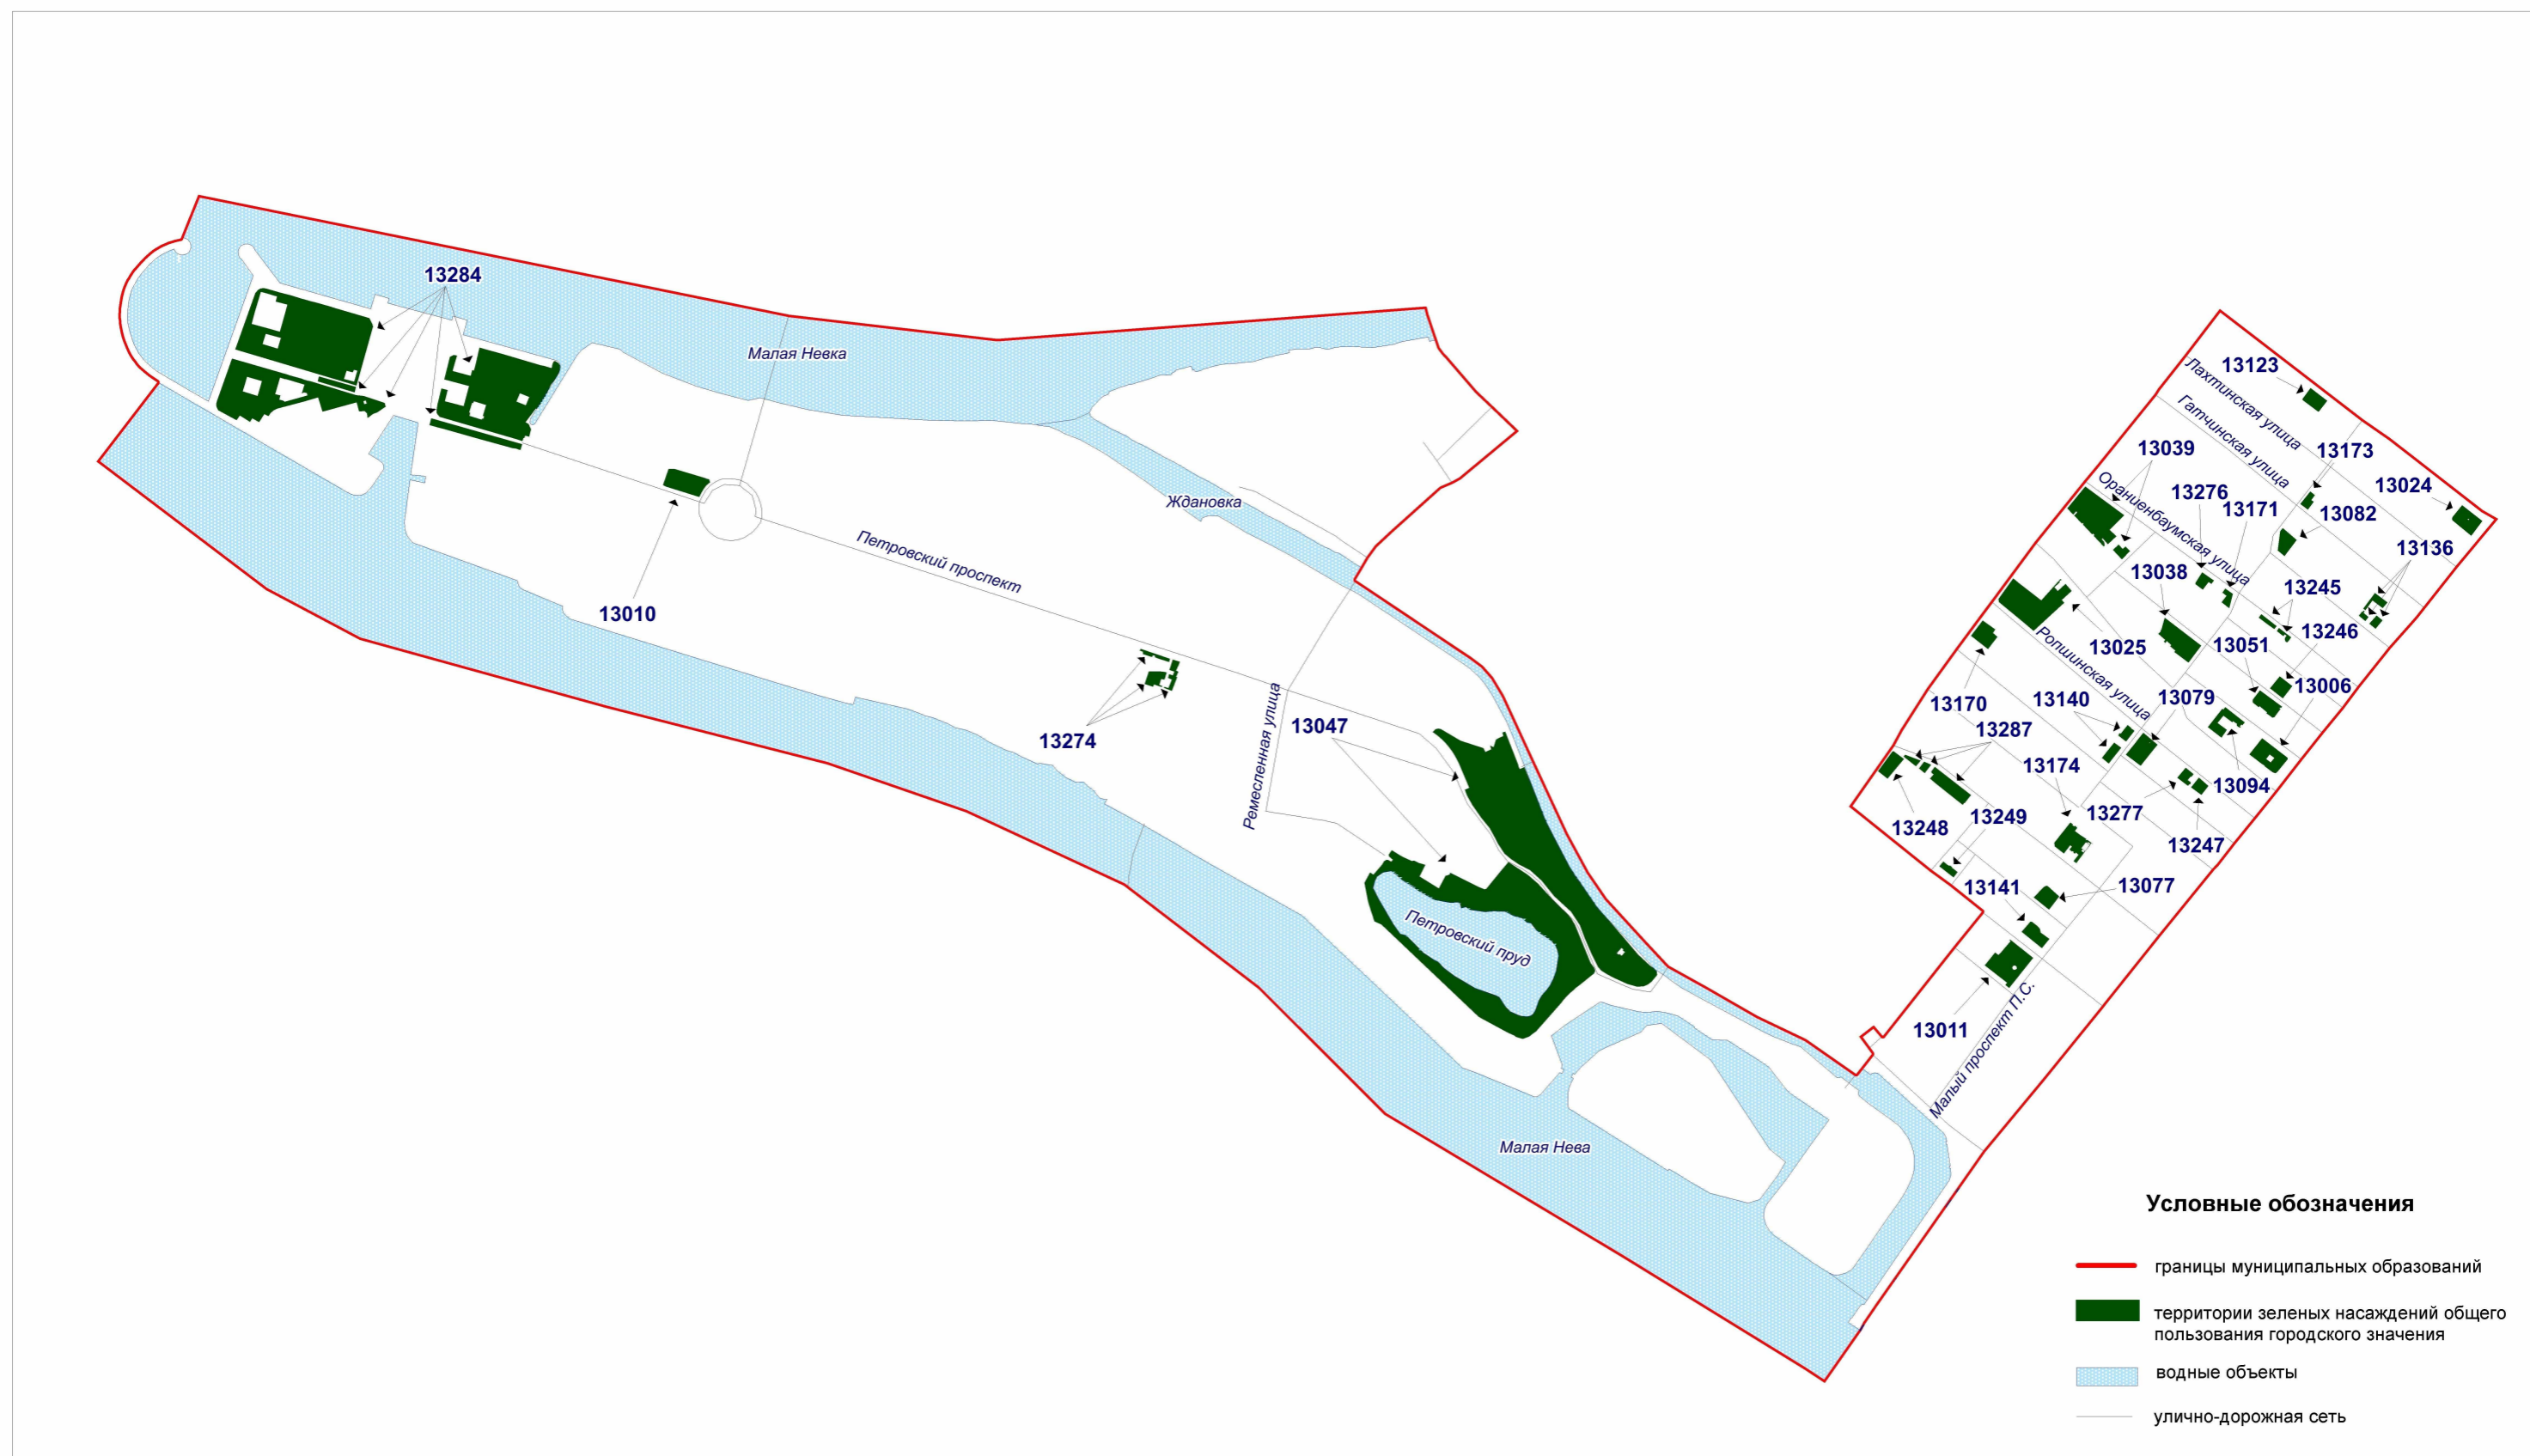 13284
Малая Невка
13123
Лахтинская улица
Гатчинская улица
13039
13173
Ораниенбаумская улица
13276
13024
13171
13082
Ждановка
13136
Петровский проспект
13038
13245
13010
13246
13051
13025
Ропшинская улица
13006
13170
13140
13079
13287
Ремесленная улица
13047
13274
13174
13094
13277
13248
13249
13247
13141
13077
Петровский пруд
13011
Малый проспект П.С.
Малая Нева
Условные обозначения
границы муниципальных образований
территории зеленых насаждений общего
пользования городского значения
водные объекты
улично-дорожная сеть